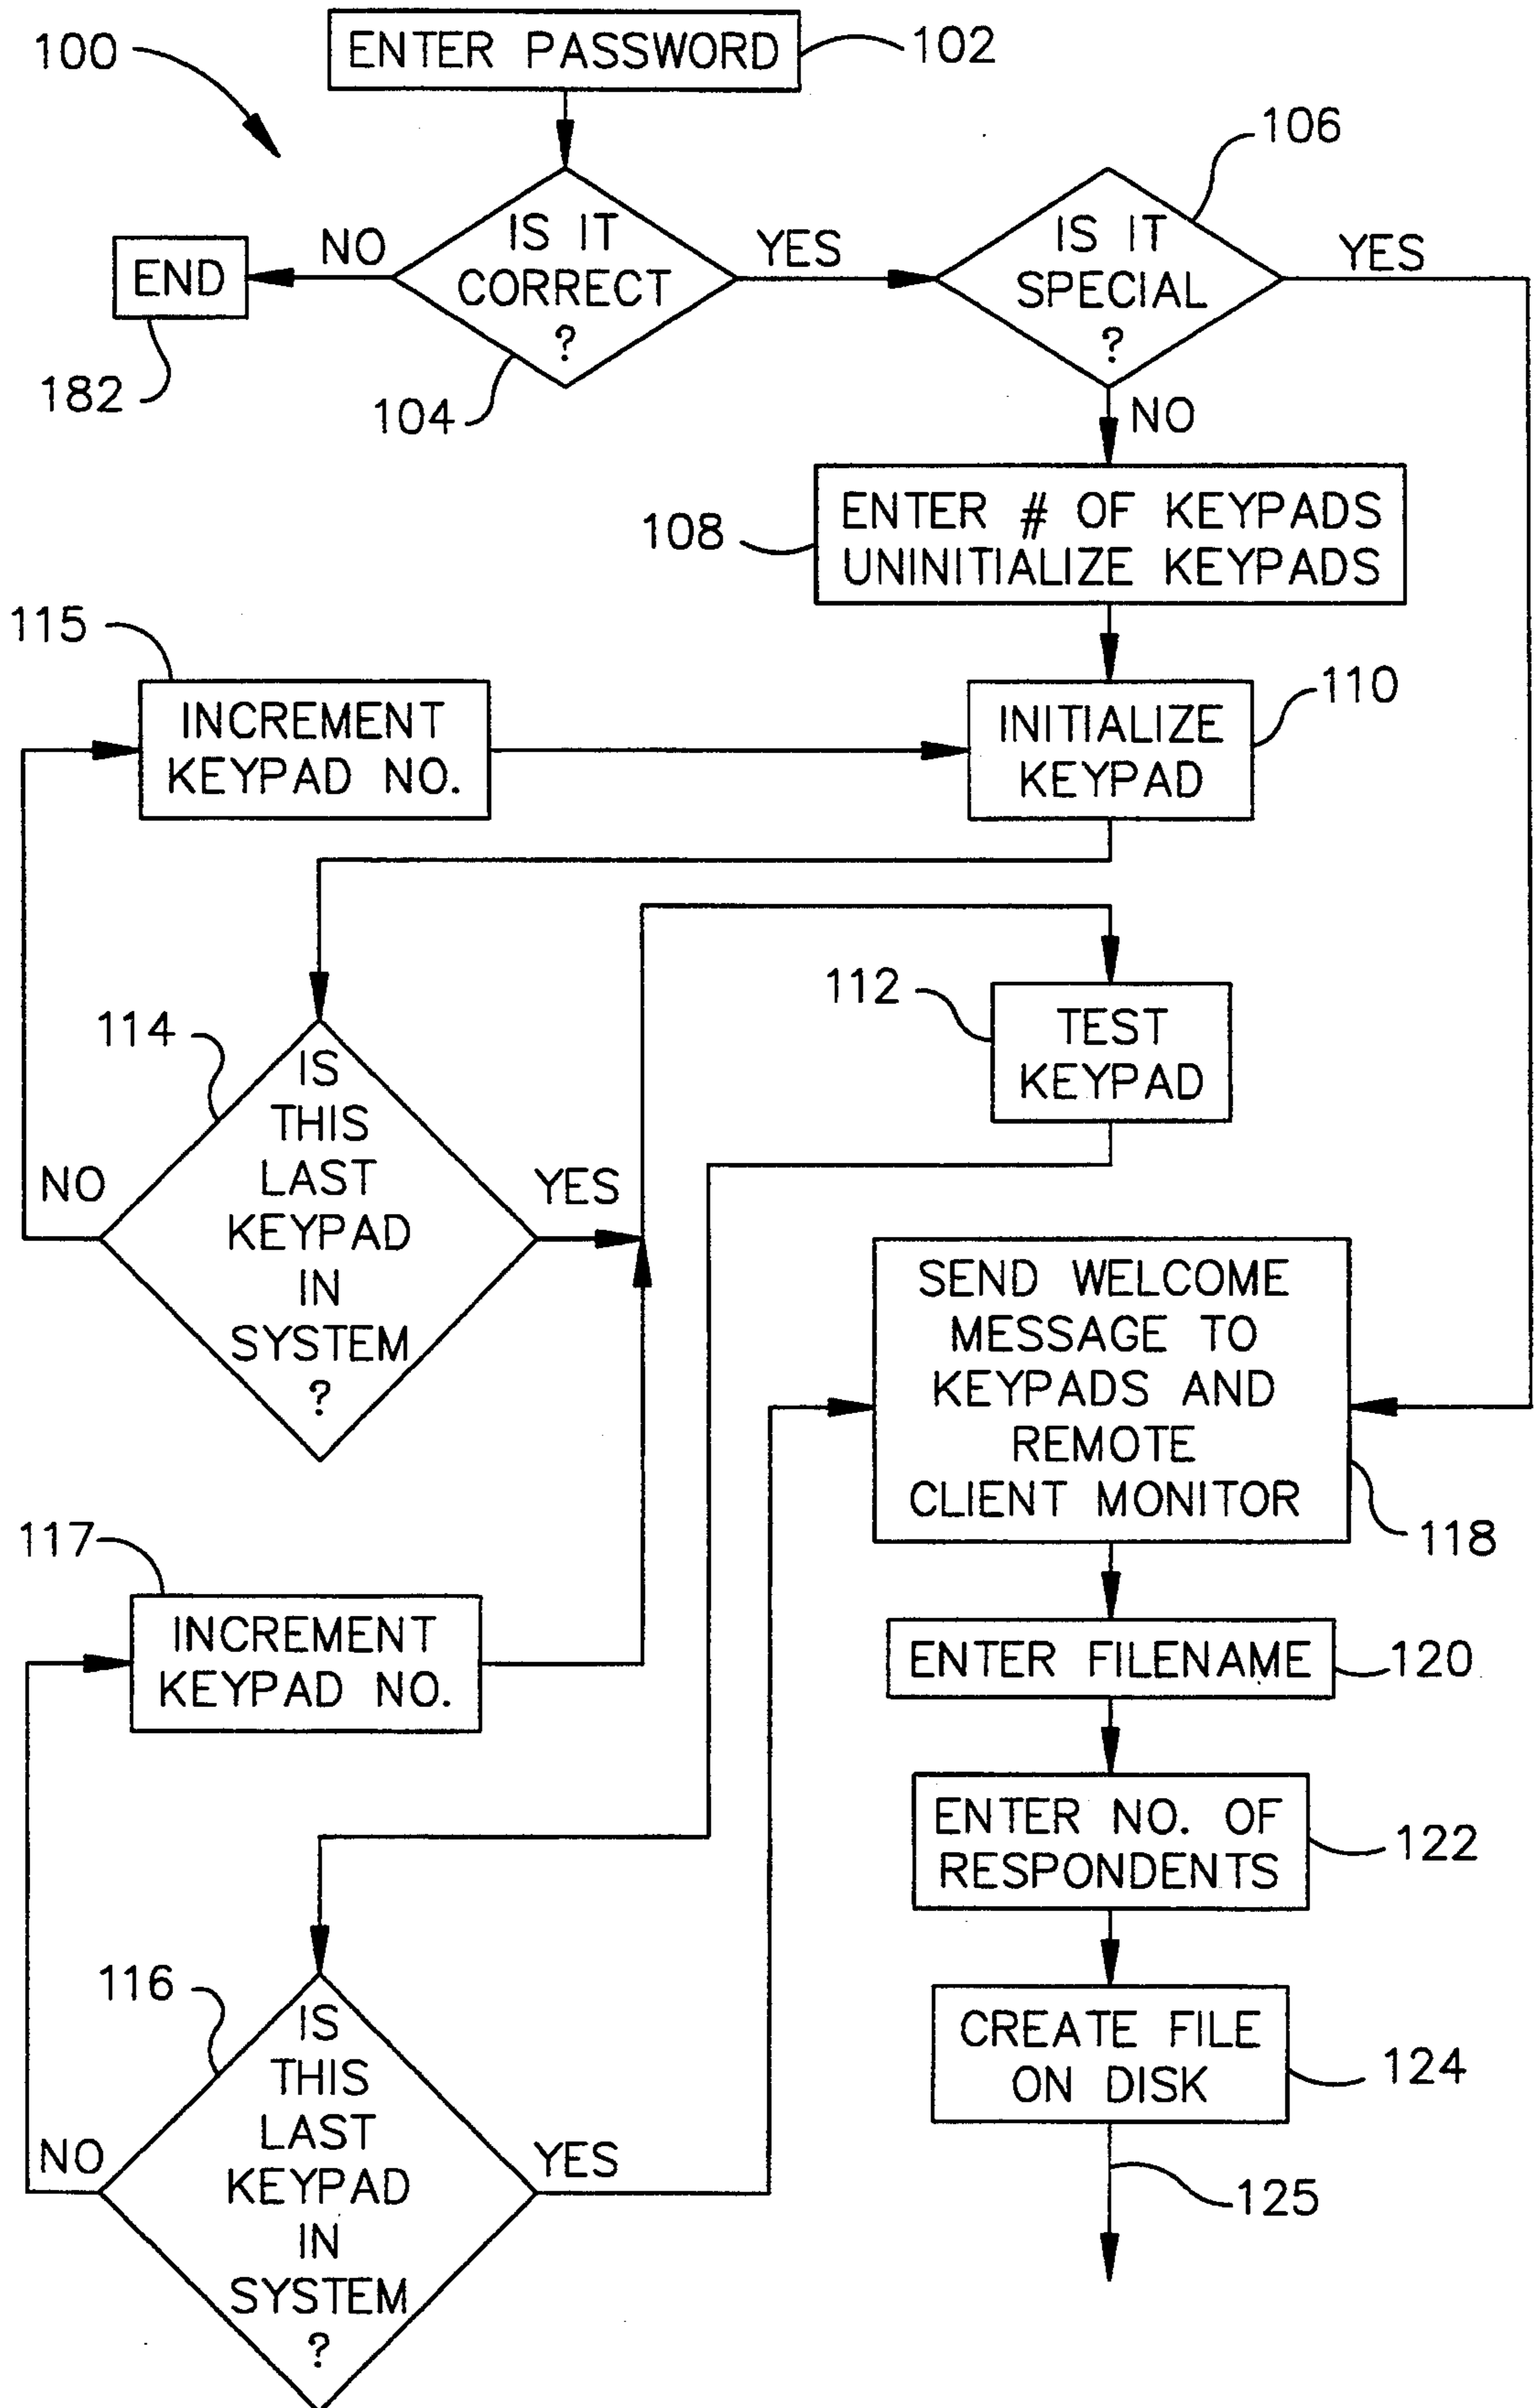 100
ENTER PASSWORD
102
106
IS IT
CORRECT
?
NO
YES
END
182
104
IS IT
SPECIAL
?
YES
NO
108
ENTER # OF KEYPADS
UNINITIALIZE KEYPADS
115
INCREMENT
KEYPAD NO.
INITIALIZE
KEYPAD
110
112
TEST
KEYPAD
114
IS
THIS
LAST
KEYPAD
IN
SYSTEM
?
NO
YES
SEND WELCOME
MESSAGE TO
KEYPADS AND
REMOTE
CLIENT MONITOR
118
117
INCREMENT
KEYPAD NO.
ENTER FILENAME
120
ENTER NO. OF
RESPONDENTS
122
116
IS
THIS
LAST
KEYPAD
IN
SYSTEM
?
NO
YES
CREATE FILE
ON DISK
124
125